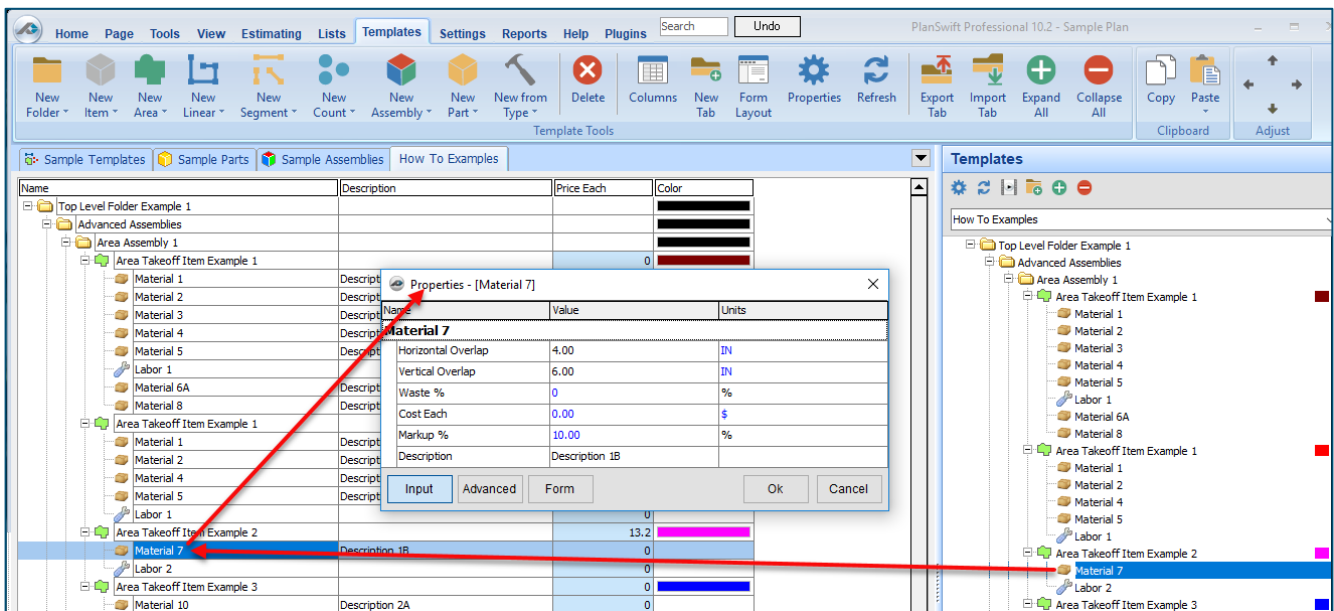 Home Page Tools View Estimating Lists Templates Settings Reports Help Plugins Search Undo PlanSwift Professional 10.2 - Sample Plan
New Folder New Item New Area New Linear New Segment New Count New Assembly New Part New from Type Delete Columns New Tab Form Layout Properties Refresh Export Tab Import Tab Expand All Collapse All Copy Paste
Template Tools Clipboard Adjust
Sample Templates Sample Parts Sample Assemblies How To Examples
Name Description Price Each Color
Top Level Folder Example 1
Advanced Assemblies
Area Assembly 1
Area Takeoff Item Example 1 0
Material 1 Descript
Material 2 Descript
Material 3 Descript
Material 4 Descript
Material 5 Descript
Labor 1
Material 6A Descript
Material 8 Descript
Area Takeoff Item Example 1
Material 1 Descript
Material 2 Descript
Material 4 Descript
Material 5 Descript
Labor 1 0
Area Takeoff Item Example 2 13.2
Material 7 Description 1B 0
Labor 2 0
Area Takeoff Item Example 3 0
Material 10 Description 2A 0
Properties - [Material 7]
Name Value Units
Material 7
Horizontal Overlap 4.00 IN
Vertical Overlap 6.00 IN
Waste % 0 %
Cost Each 0.00 $
Markup % 10.00 %
Description Description 1B
Input Advanced Form Ok Cancel
Templates
How To Examples
Top Level Folder Example 1
Advanced Assemblies
Area Assembly 1
Area Takeoff Item Example 1
Material 1
Material 2
Material 3
Material 4
Material 5
Labor 1
Material 6A
Material 8
Area Takeoff Item Example 1
Material 1
Material 2
Material 4
Material 5
Labor 1
Area Takeoff Item Example 2
Material 7
Labor 2
Area Takeoff Item Example 3